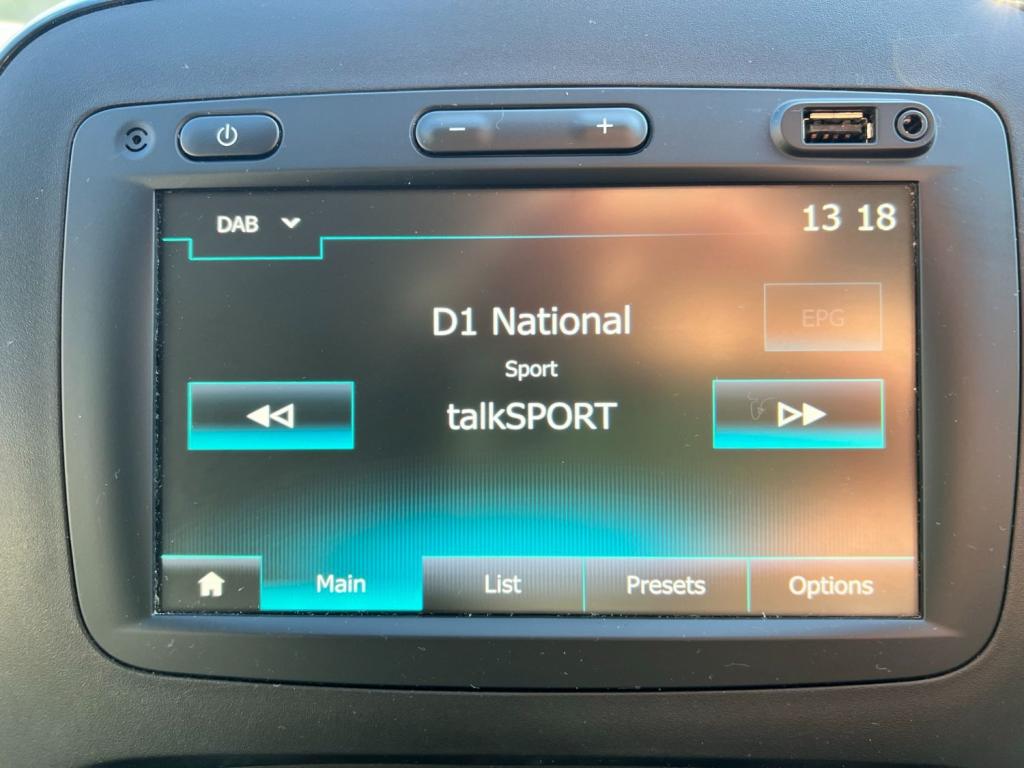 − +
DAB
13 18
D1 National
EPG
Sport
talkSPORT
Main List Presets Options